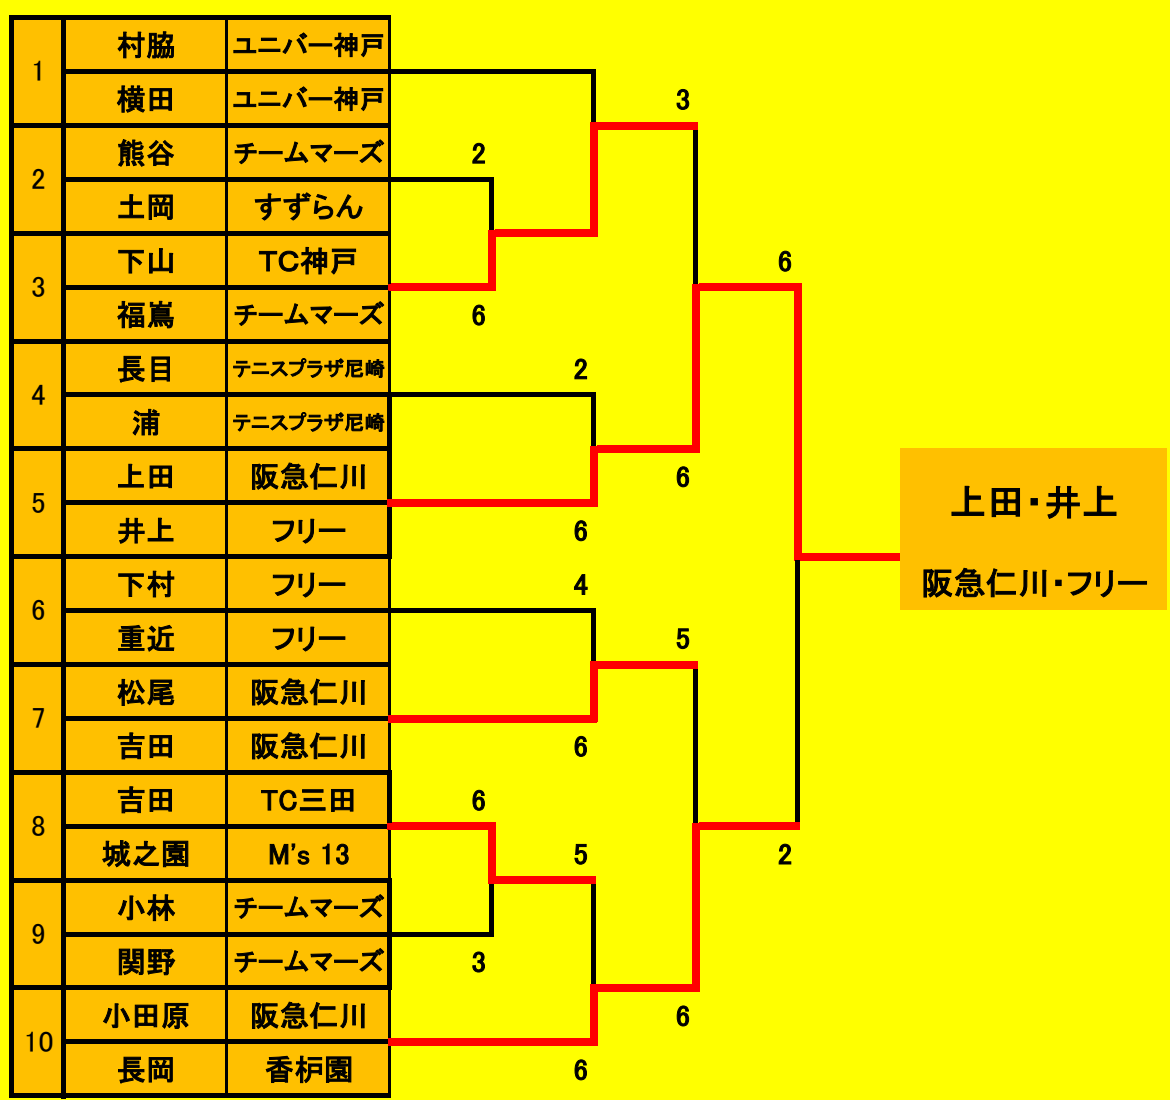 1
村脇 ユニバー神戸
横田 ユニバー神戸
3
2
熊谷 チームマーズ
2
土岡 すずらん
3
下山 TC神戸
6
福嶌 チームマーズ
6
4
長目 テニスプラザ尼崎
2
浦 テニスプラザ尼崎
5
上田 阪急仁川
6
井上 フリー
6
上田・井上
阪急仁川・フリー
6
下村 フリー
4
重近 フリー
5
7
松尾 阪急仁川
吉田 阪急仁川
6
8
吉田 TC三田
6
城之園 M's 13
5
2
9
小林 チームマーズ
関野 チームマーズ
3
10
小田原 阪急仁川
6
長岡 香枦園
6